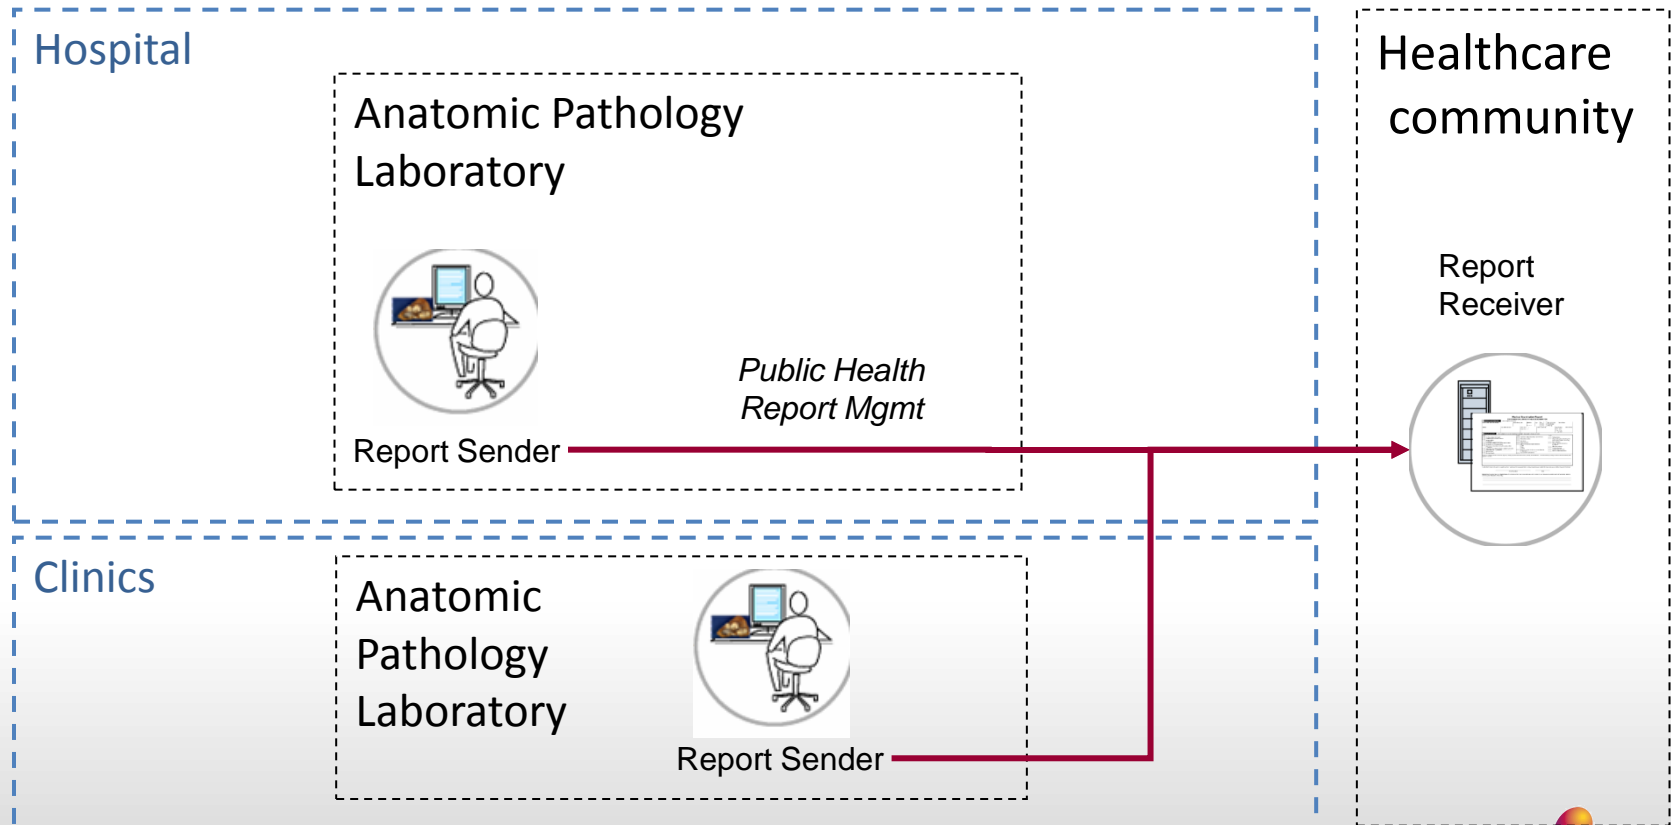 Hospital
Anatomic Pathology
Laboratory
Public Health
Report Mgmt
Report Sender
Healthcare
community
Report
Receiver
Clinics
Anatomic
Pathology
Laboratory
Report Sender